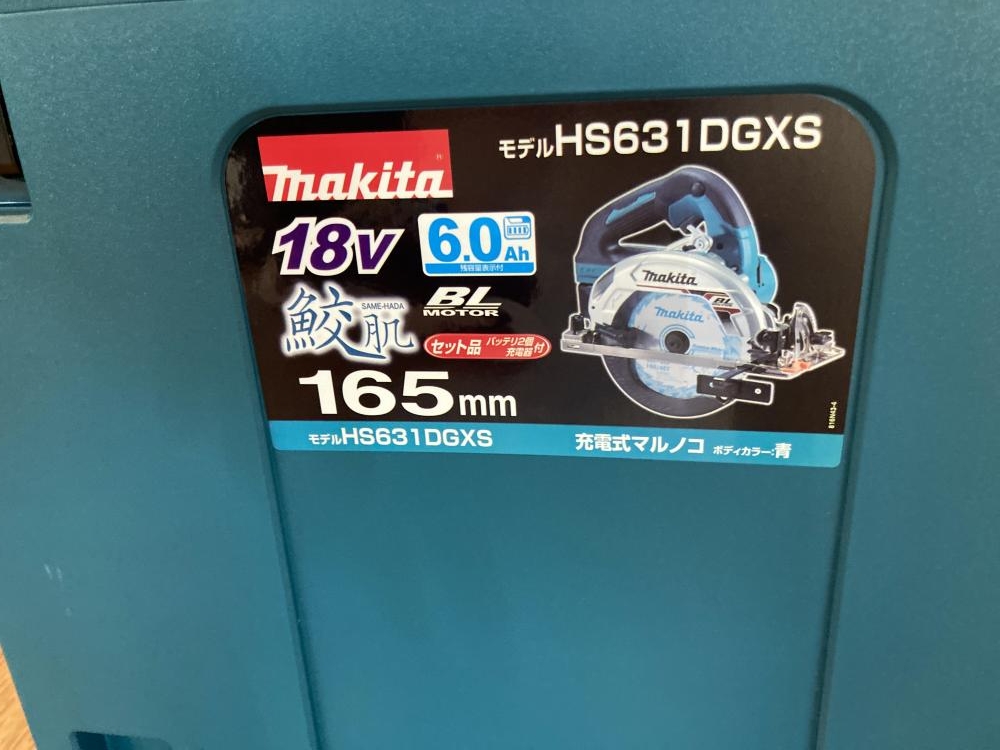 モデルHS631DGXS
makita
18V
6.0Ah
残容量表示付
鮫肌
SAME-HADA
BL
MOTOR
セット品 バッテリ2個
充電器付
165mm
makita
BL
makita
モデルHS631DGXS 充電式マルノコ ボディカラー:青